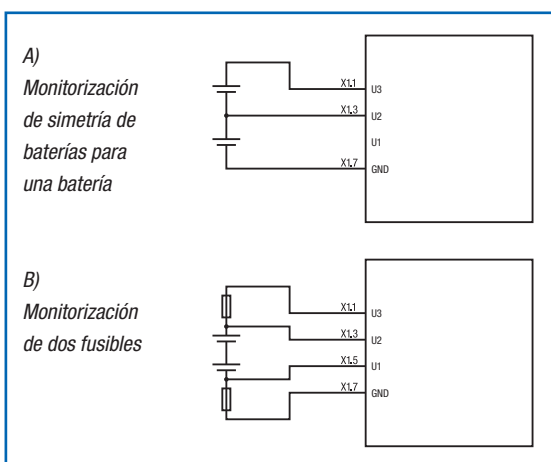 A)
Monitorización
de simetría de
baterías para
una batería
X1.1 U3
X1.3 U2
U1
X1.7 GND
B)
Monitorización
de dos fusibles
X1.1 U3
X1.3 U2
X1.5 U1
X1.7 GND